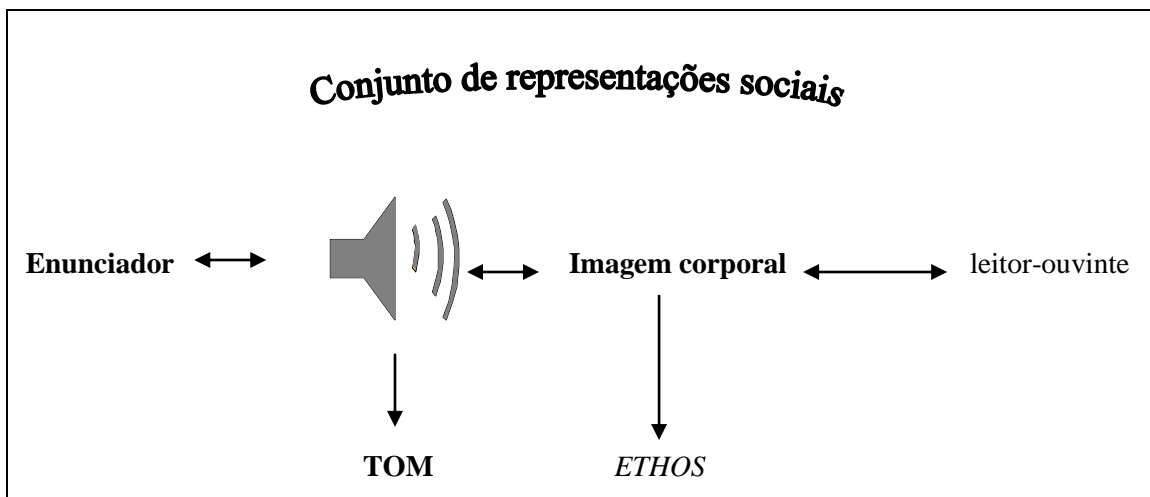 Conjunto de representações sociais
Enunciador Imagem corporal leitor-ouvinte
TOM ETHOS